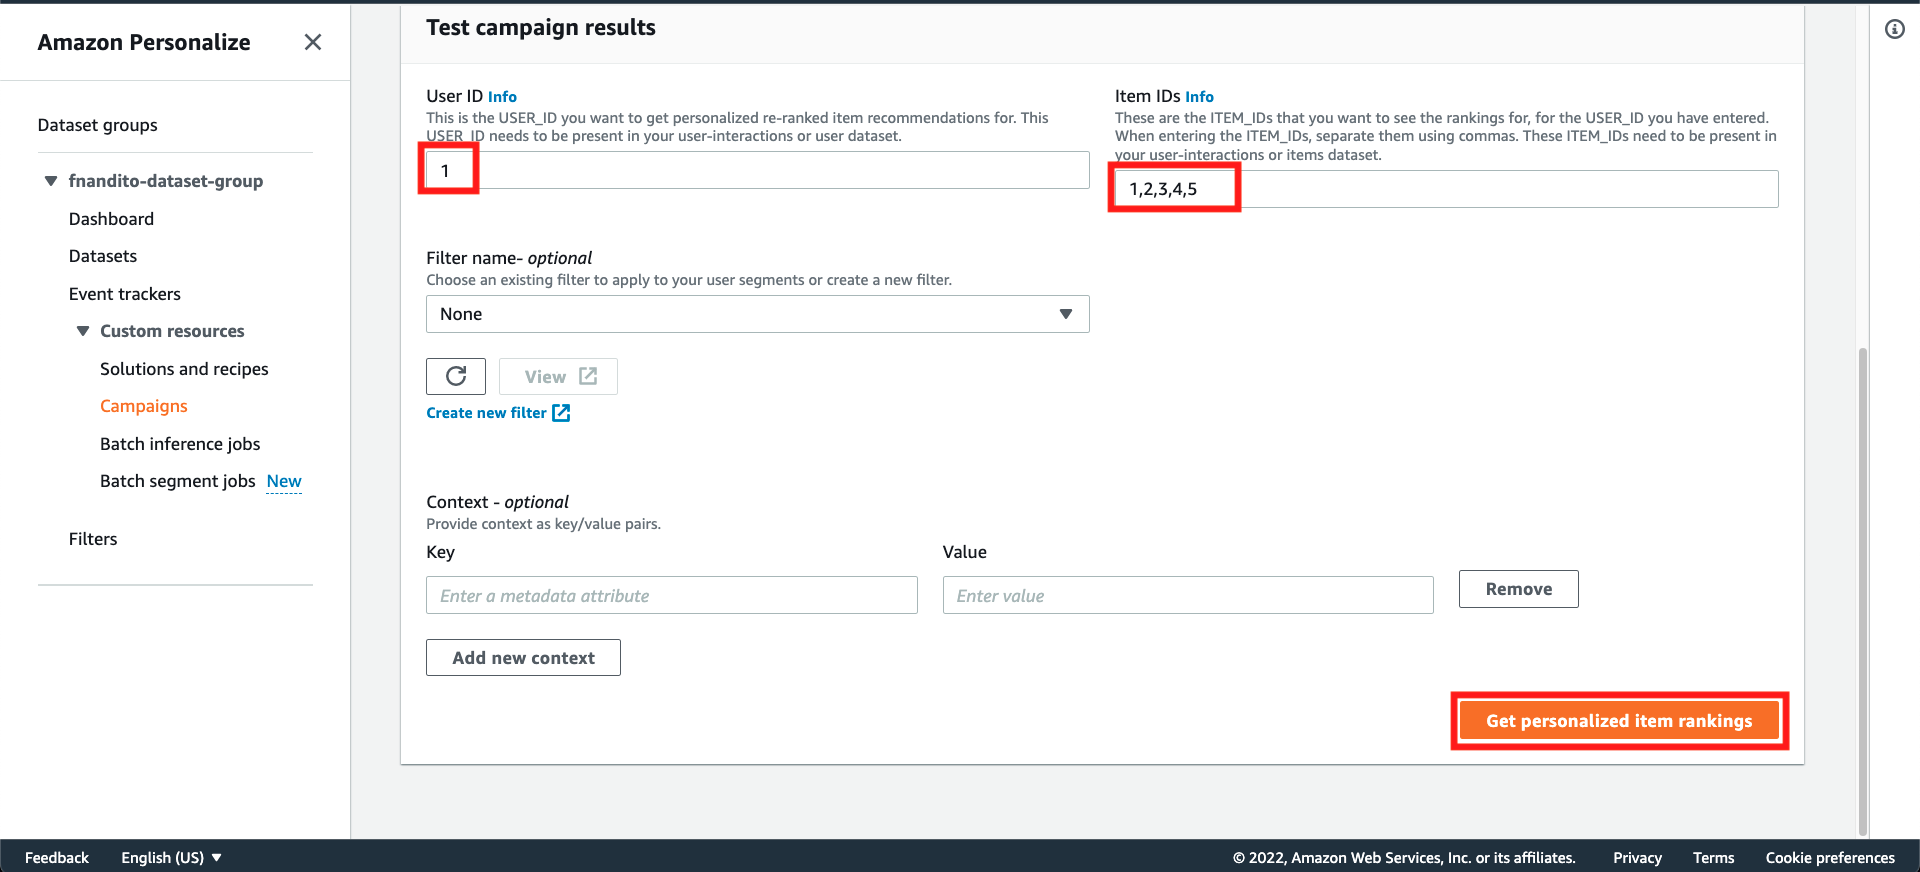 Amazon Personalize
Dataset groups
fnandito-dataset-group
Dashboard
Datasets
Event trackers
Custom resources
Solutions and recipes
Campaigns
Batch inference jobs
Batch segment jobs New
Filters
Test campaign results
User ID Info
This is the USER_ID you want to get personalized re-ranked item recommendations for. This
USER_ID needs to be present in your user-interactions or user dataset.
1
Item IDs Info
These are the ITEM_IDs that you want to see the rankings for, for the USER_ID you have entered.
When entering the ITEM_IDs, separate them using commas. These ITEM_IDs need to be present in
your user-interactions or items dataset.
1,2,3,4,5
Filter name- optional
Choose an existing filter to apply to your user segments or create a new filter.
None
View
Create new filter
Context - optional
Provide context as key/value pairs.
Key Value
Enter a metadata attribute Enter value Remove
Add new context
Get personalized item rankings
Feedback English (US) © 2022, Amazon Web Services, Inc. or its affiliates. Privacy Terms Cookie preferences